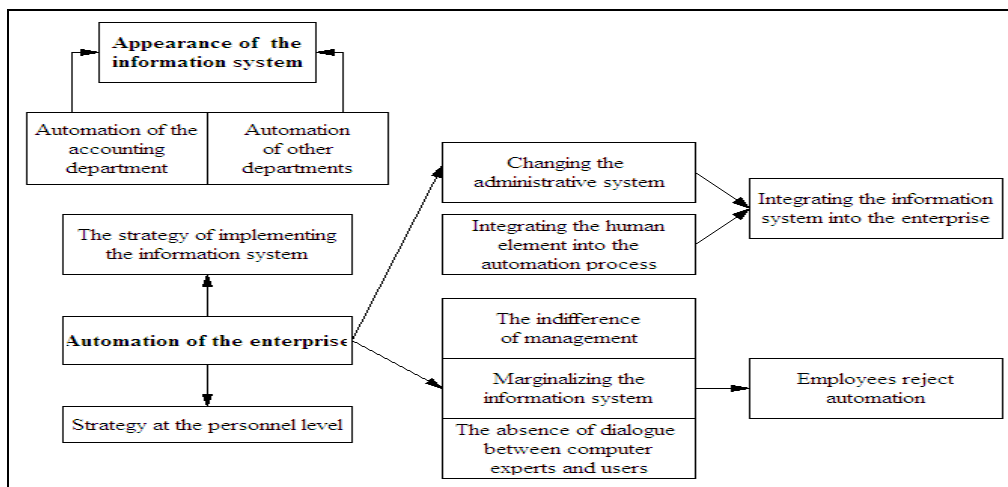 Appearance of the
information system
Automation of the
accounting
department
Automation
of other
departments
Changing the
administrative system
Integrating the information
system into the enterprise
The strategy of implementing
the information system
Integrating the human
element into the
automation process
Automation of the enterprise
The indifference
of management
Marginalizing the
information system
Employees reject
automation
Strategy at the personnel level
The absence of dialogue
between computer
experts and users